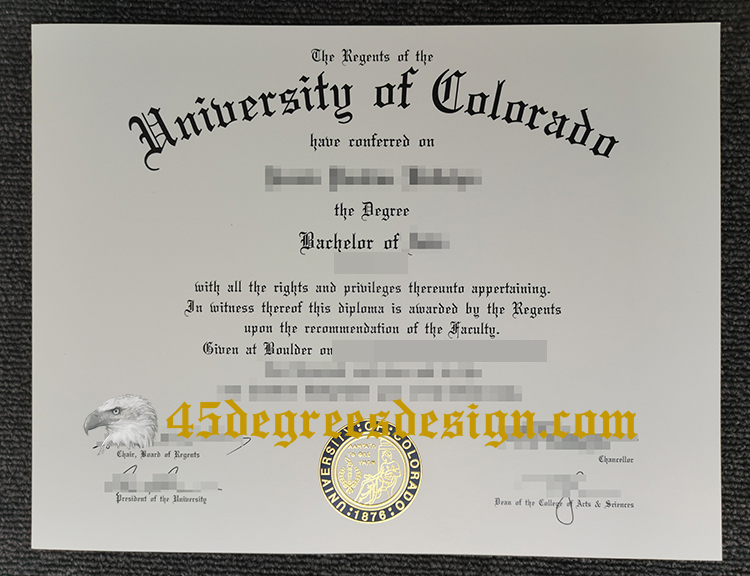 The Regents of the
University of Colorado
have conferred on
the Degree
Bachelor of
with all the rights and privileges thereunto appertaining.
In witness thereof this diploma is awarded by the Regents
upon the recommendation of the Faculty.
Given at Boulder on
45degreesdesign.com
Chair, Board of Regents
Chancellor
President of the University
Dean of the College of Arts & Sciences
UNIVERSITY OF COLORADO
1876